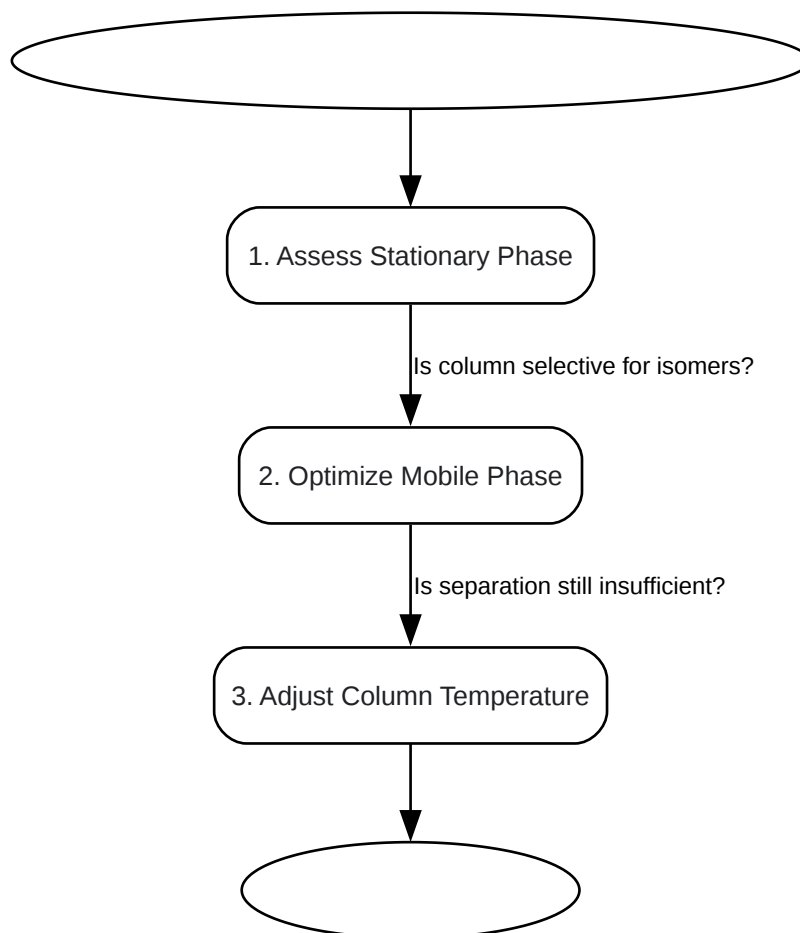 1. Assess Stationary Phase
Is column selective for isomers?
2. Optimize Mobile Phase
Is separation still insufficient?
3. Adjust Column Temperature